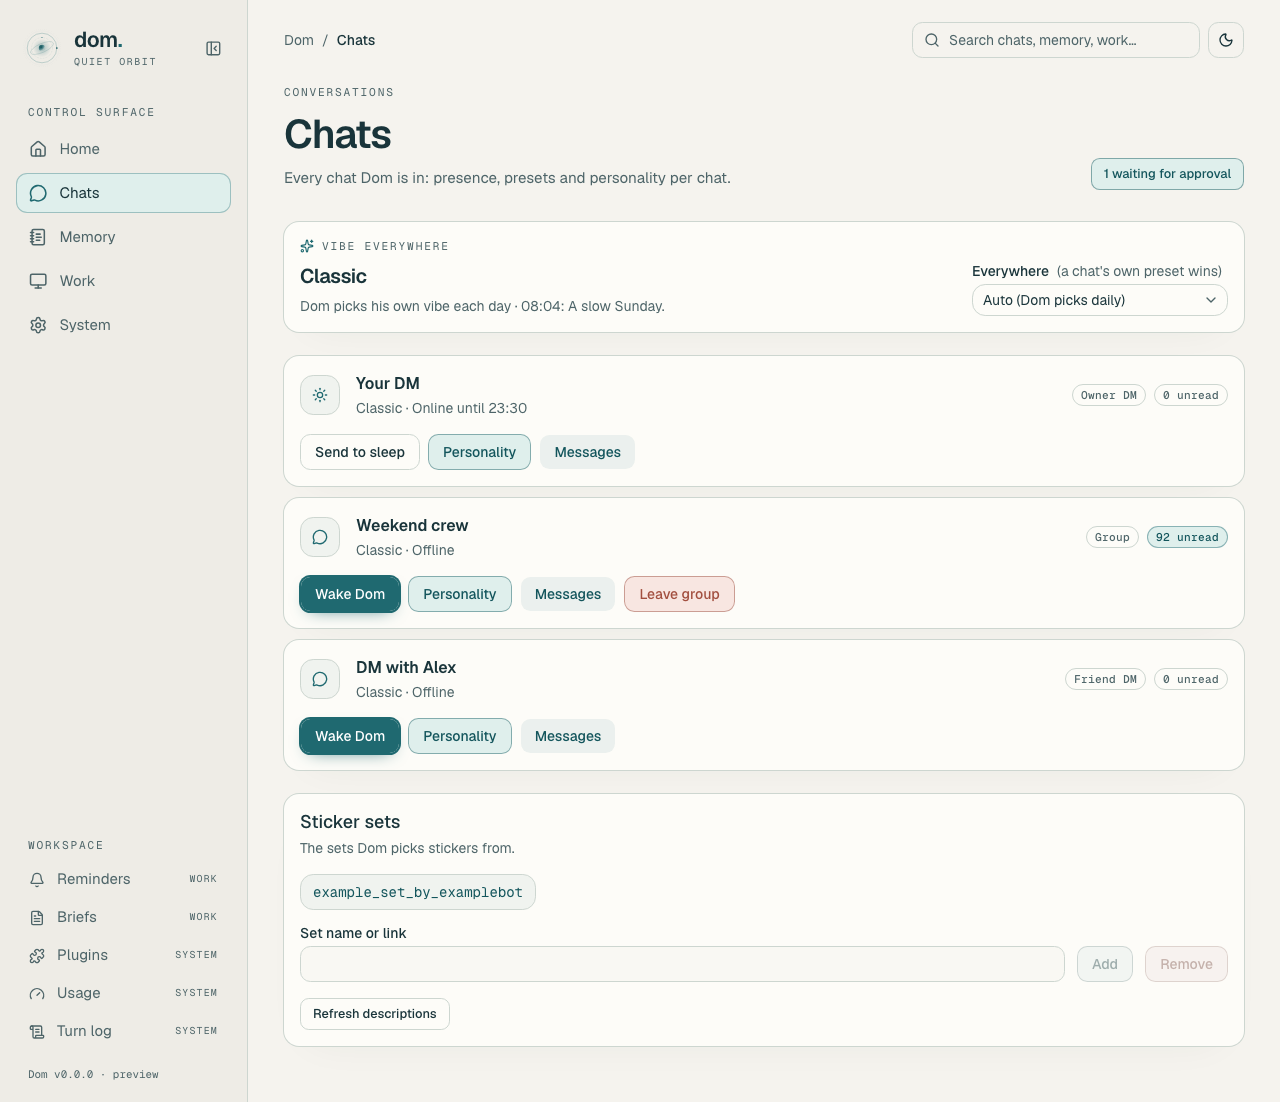 dom.
QUIET ORBIT
CONTROL SURFACE
Home
Chats
Memory
Work
System
WORKSPACE
Reminders WORK
Briefs WORK
Plugins SYSTEM
Usage SYSTEM
Turn log SYSTEM
Dom v0.0.0 · preview
Dom / Chats
Search chats, memory, work…
CONVERSATIONS
Chats
Every chat Dom is in: presence, presets and personality per chat.
1 waiting for approval
VIBE EVERYWHERE
Classic
Dom picks his own vibe each day · 08:04: A slow Sunday.
Everywhere (a chat's own preset wins)
Auto (Dom picks daily)
Your DM
Classic · Online until 23:30
Owner DM 0 unread
Send to sleep Personality Messages
Weekend crew
Classic · Offline
Group 92 unread
Wake Dom Personality Messages Leave group
DM with Alex
Classic · Offline
Friend DM 0 unread
Wake Dom Personality Messages
Sticker sets
The sets Dom picks stickers from.
example_set_by_examplebot
Set name or link
Add Remove
Refresh descriptions